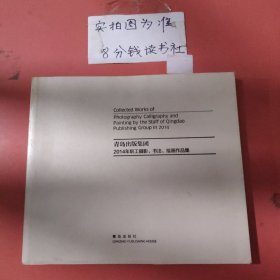 实拍图为准
8分钱读书社
Collected Works of
Photography Calligraphy and
Painting by the Staff of Qingdao
Publishing Group in 2014
青岛出版集团
2014年职工摄影、书法、绘画作品集
青岛出版社
QINGDAO PUBLISHING HOUSE